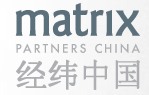 matrix
PARTNERS CHINA
经纬中国